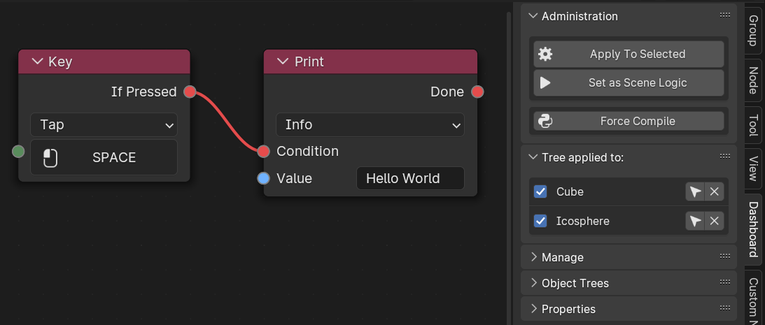 Key
If Pressed
Tap
SPACE
Print
Done
Info
Condition
Value
Hello World
Administration
Apply To Selected
Set as Scene Logic
Force Compile
Tree applied to:
Cube
Icosphere
Manage
Object Trees
Properties
Group
Node
Tool
View
Dashboard
Custom N